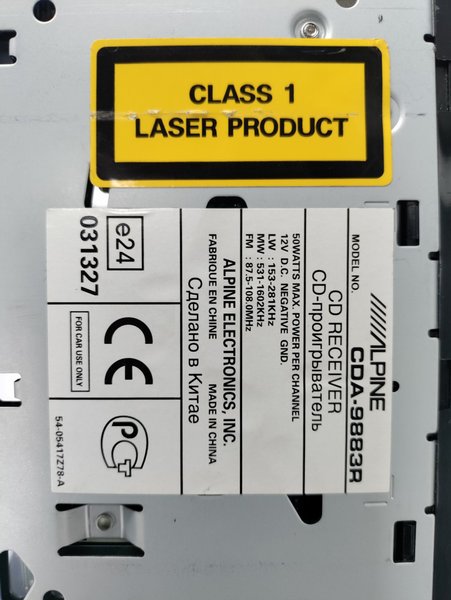 CLASS 1
LASER PRODUCT
ALPINE
MODEL NO. CDA-9883R
CD RECEIVER
CD-проигрыватель
50WATTS MAX. POWER PER CHANNEL
12V D.C. NEGATIVE GND.
LW : 153-281KHz
MW : 531-1602KHz
FM : 87.5-108.0MHz
ALPINE ELECTRONICS, INC.
FABRIQUE EN CHINE MADE IN CHINA
Сделано в Китае
e24
031327
CE
FOR CAR USE ONLY
РСТ
54-05417Z78-A